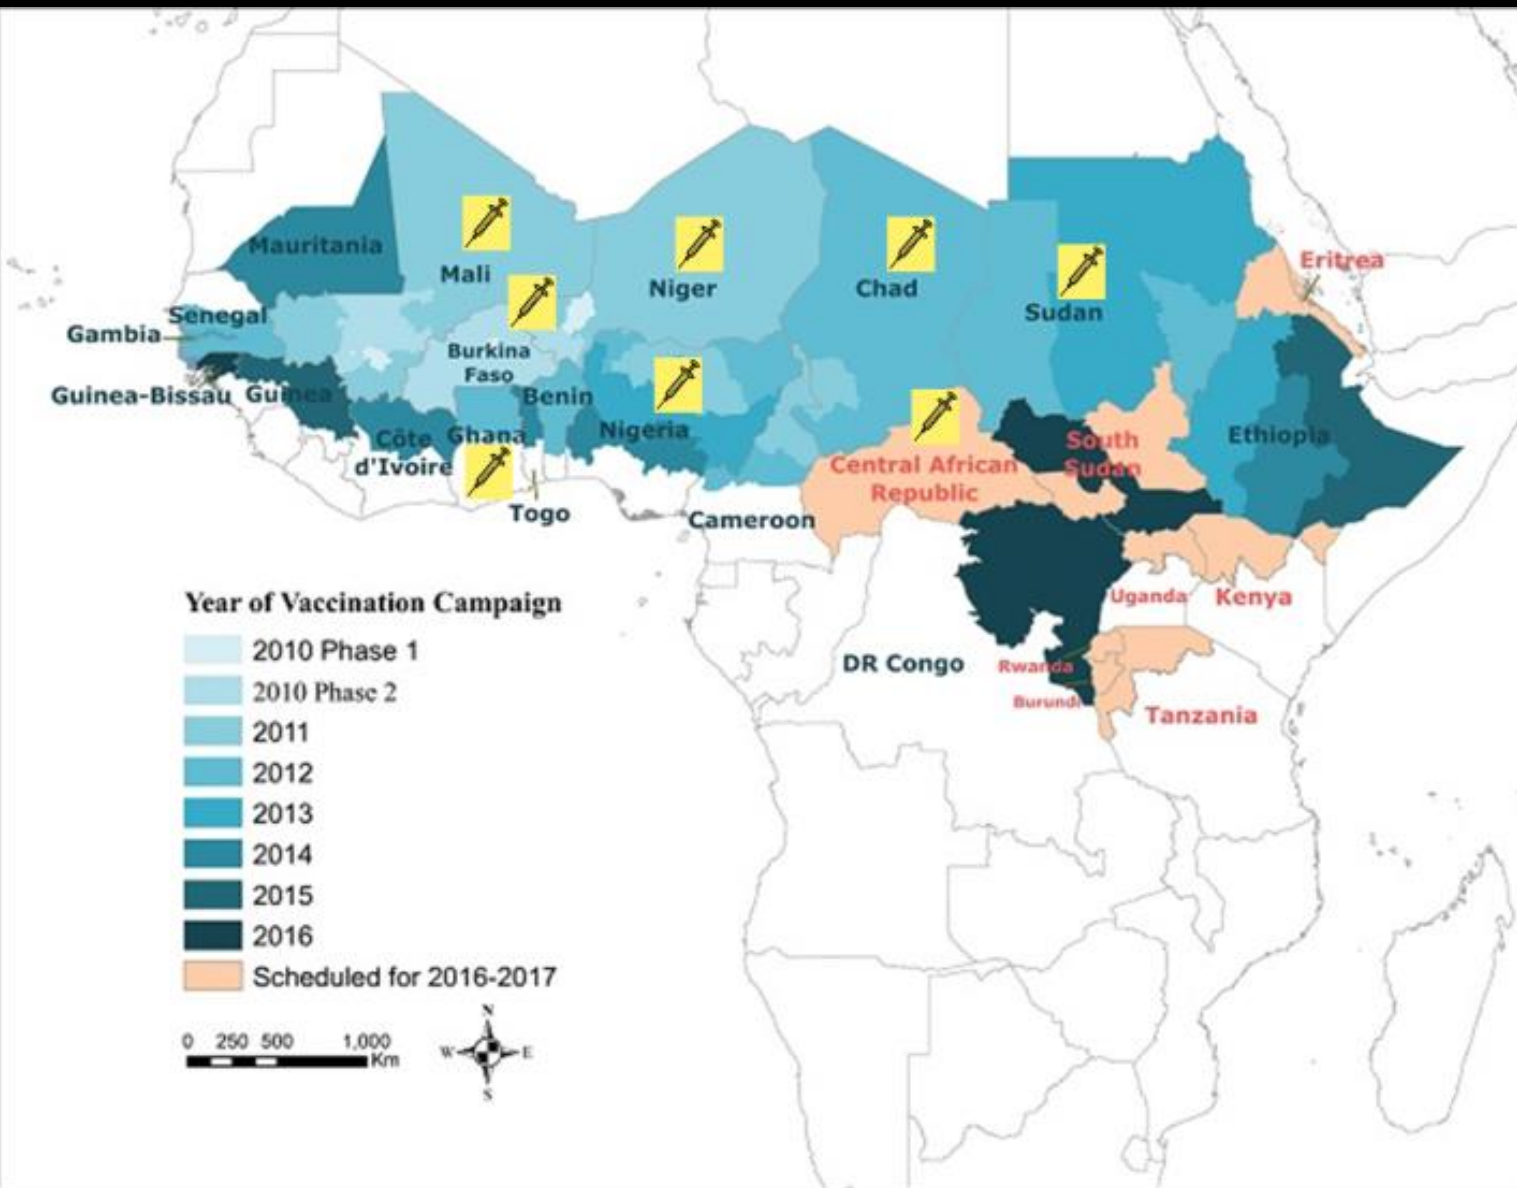 Mauritania
Mali
Niger
Chad
Sudan
Eritrea
Senegal
Gambia
Burkina
Faso
Guinea-Bissau
Guinea
Benin
Côte
d'Ivoire
Ghana
Nigeria
Togo
Cameroon
Central African
Republic
South
Sudan
Ethiopia
Uganda
Kenya
DR Congo
Rwanda
Burundi
Tanzania
Year of Vaccination Campaign
2010 Phase 1
2010 Phase 2
2011
2012
2013
2014
2015
2016
Scheduled for 2016-2017
0 250 500 1,000
Km
N
W E
S